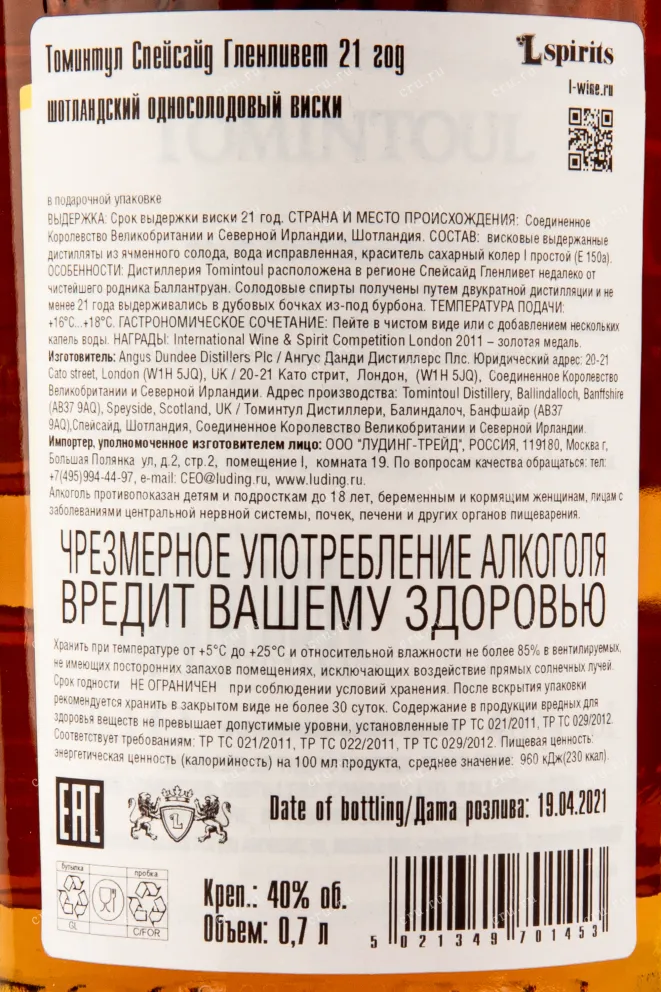 Томинтул Спейсайд Гленливет 21 год
Lspirits
l-wine.ru
ШОТЛАНДСКИЙ ОДНОСОЛОДОВЫЙ ВИСКИ
TOMINTOUL
в подарочной упаковке
ВЫДЕРЖКА: Срок выдержки виски 21 год. СТРАНА И МЕСТО ПРОИСХОЖДЕНИЯ: Соединенное
Королевство Великобритании и Северной Ирландии, Шотландия. СОСТАВ: висковые выдержанные
дистилляты из ячменного солода, вода исправленная, краситель сахарный колер I простой (Е 150а).
ОСОБЕННОСТИ: Дистиллерия Tomintoul расположена в регионе Спейсайд Гленливет недалеко от
чистейшего родника Баллантруан. Солодовые спирты получены путем двукратной дистилляции и не
менее 21 года выдерживались в дубовых бочках из-под бурбона. ТЕМПЕРАТУРА ПОДАЧИ:
+16°С...+18°С. ГАСТРОНОМИЧЕСКОЕ СОЧЕТАНИЕ: Пейте в чистом виде или с добавлением нескольких
капель воды. НАГРАДЫ: International Wine & Spirit Competition London 2011 – золотая медаль.
Изготовитель: Angus Dundee Distillers Plc / Ангус Данди Дистиллерс Плс. Юридический адрес: 20-21
Cato street, London (W1H 5JQ), UK / 20-21 Като стрит, Лондон, (W1H 5JQ), Соединенное Королевство
Великобритании и Северной Ирландии. Адрес производства: Tomintoul Distillery, Ballindalloch, Banffshire
(AB37 9AQ), Speyside, Scotland, UK / Томинтул Дистиллери, Балиндалоч, Банфшайр (AB37
9AQ),Спейсайд, Шотландия, Соединенное Королевство Великобритании и Северной Ирландии.
Импортер, уполномоченное изготовителем лицо: ООО "ЛУДИНГ-ТРЕЙД", РОССИЯ, 119180, Москва г,
Большая Полянка ул, д.2, стр.2, помещение I, комната 19. По вопросам качества обращаться: тел:
+7(495)994-44-97, e-mail: CEO@luding.ru, www.luding.ru.
Алкоголь противопоказан детям и подросткам до 18 лет, беременным и кормящим женщинам, лицам с
заболеваниями центральной нервной системы, почек, печени и других органов пищеварения.
ЧРЕЗМЕРНОЕ УПОТРЕБЛЕНИЕ АЛКОГОЛЯ
ВРЕДИТ ВАШЕМУ ЗДОРОВЬЮ
Хранить при температуре от +5°С до +25°С и относительной влажности не более 85% в вентилируемых,
не имеющих посторонних запахов помещениях, исключающих воздействие прямых солнечных лучей.
Срок годности НЕ ОГРАНИЧЕН при соблюдении условий хранения. После вскрытия упаковки
рекомендуется хранить в закрытом виде не более 30 суток. Содержание в продукции вредных для
здоровья веществ не превышает допустимые уровни, установленные ТР ТС 021/2011, ТР ТС 029/2012.
Соответствует требованиям: ТР ТС 021/2011, ТР ТС 022/2011, ТР ТС 029/2012. Пищевая ценность:
энергетическая ценность (калорийность) на 100 мл продукта, среднее значение: 960 кДж(230 ккал).
EAC
L
Date of bottling/Дата розлива: 19.04.2021
бутылка
пробка
GL
C/FOR
Креп.: 40% об.
Объем: 0,7 л
5 021349 701453